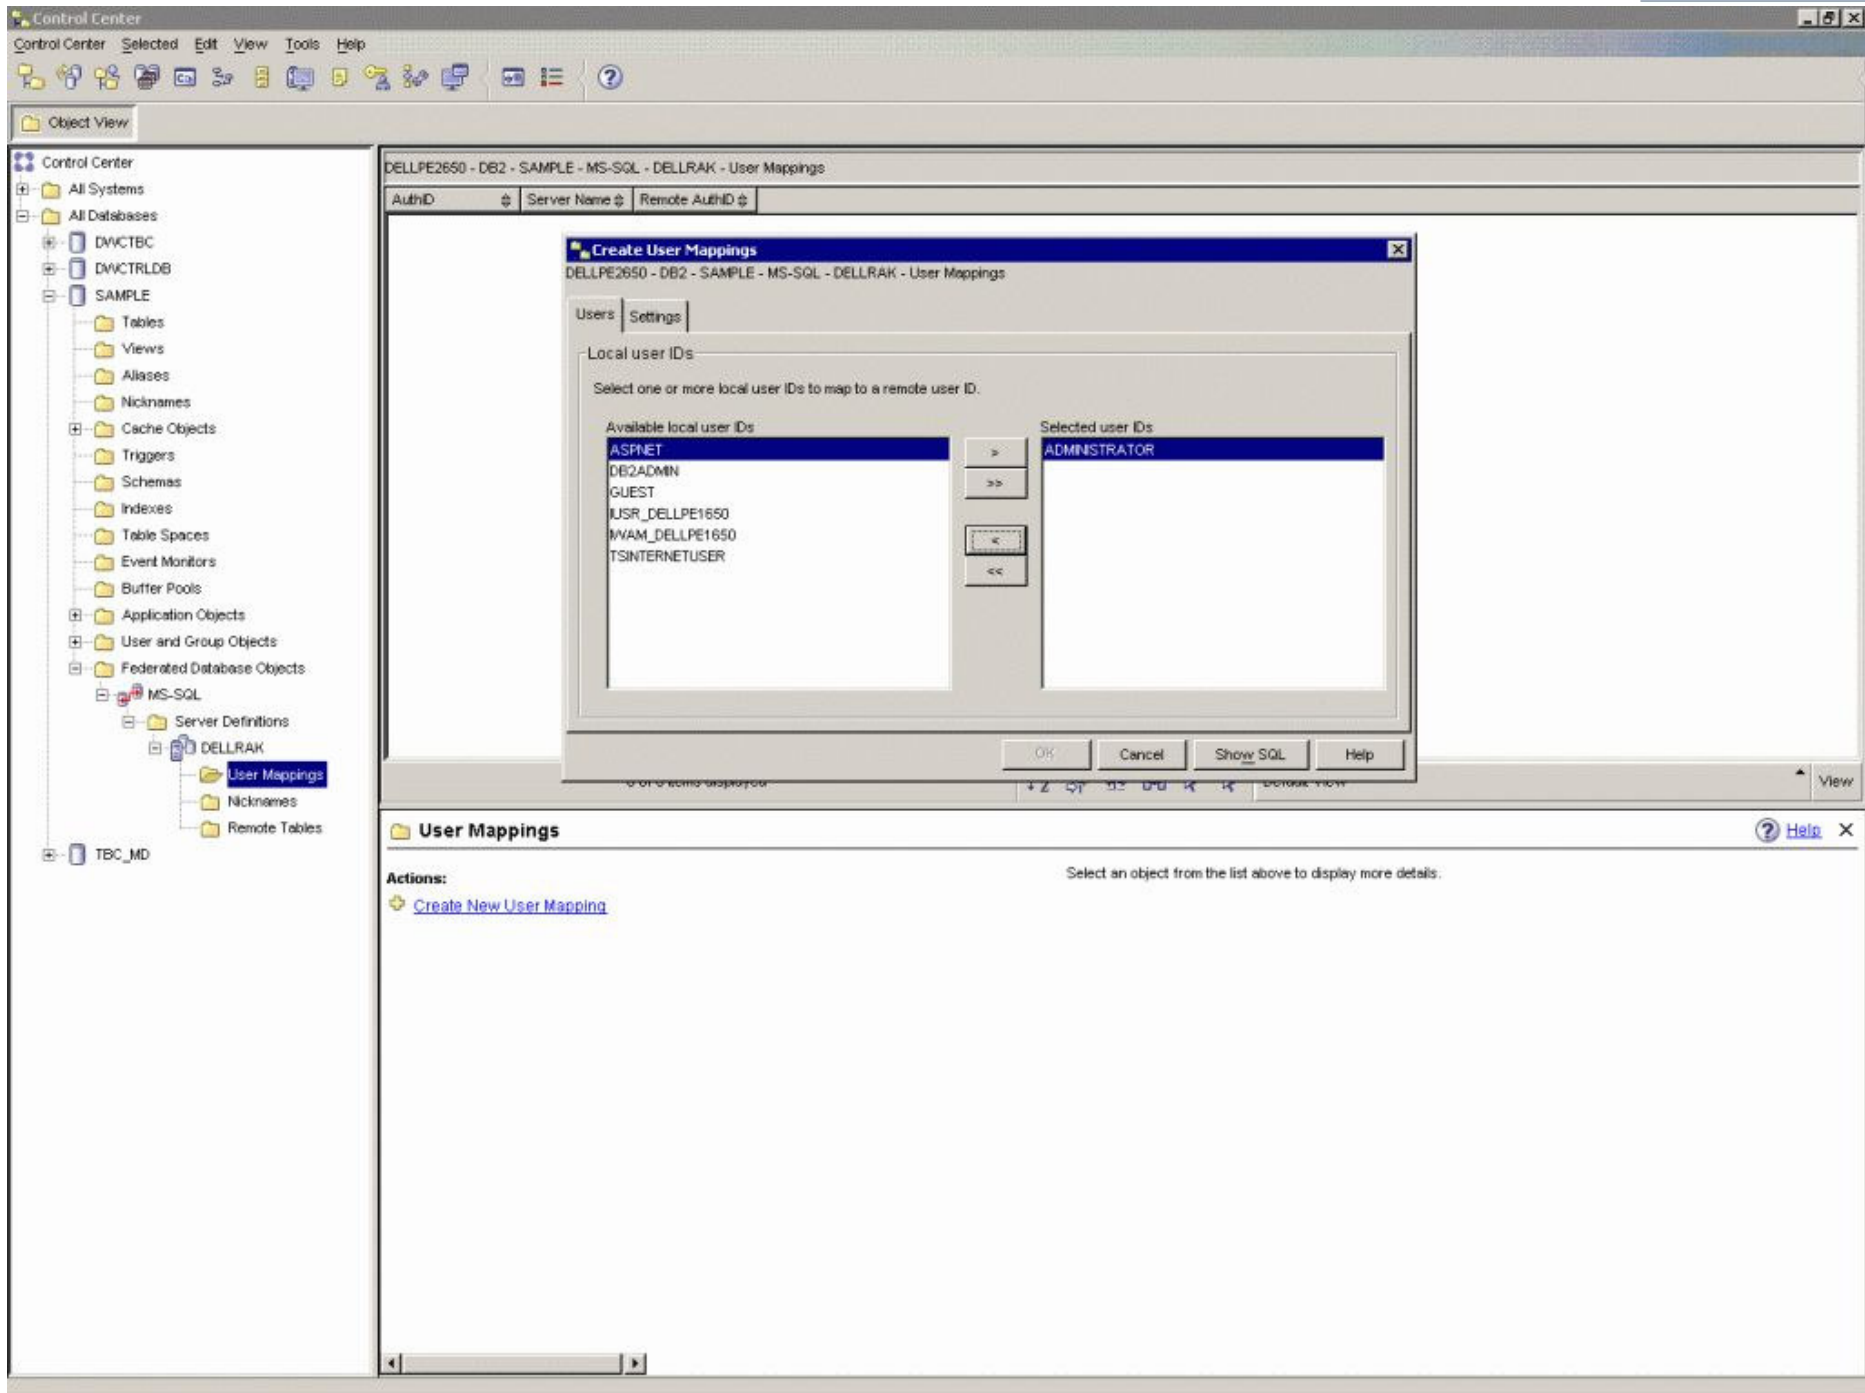 Control Center
Control Center Selected Edit View Tools Help
Object View
Control Center
All Systems
All Databases
DWCTBC
DWCTRLDB
SAMPLE
Tables
Views
Aliases
Nicknames
Cache Objects
Triggers
Schemas
Indexes
Table Spaces
Event Monitors
Buffer Pools
Application Objects
User and Group Objects
Federated Database Objects
MS-SQL
Server Definitions
DELLRAK
User Mappings
Nicknames
Remote Tables
TBC_MD
DELLPE2650 - DB2 - SAMPLE - MS-SQL - DELLRAK - User Mappings
AuthID Server Name Remote AuthID
Create User Mappings
DELLPE2650 - DB2 - SAMPLE - MS-SQL - DELLRAK - User Mappings
Users Settings
Local user IDs
Select one or more local user IDs to map to a remote user ID.
Available local user IDs
ASPNET
DB2ADMIN
GUEST
IUSR_DELLPE1650
IWAM_DELLPE1650
TSINTERNETUSER
>
>>
<
<<
Selected user IDs
ADMINISTRATOR
OK Cancel Show SQL Help
items displayed Default View View
User Mappings
Help
Actions:
Create New User Mapping
Select an object from the list above to display more details.